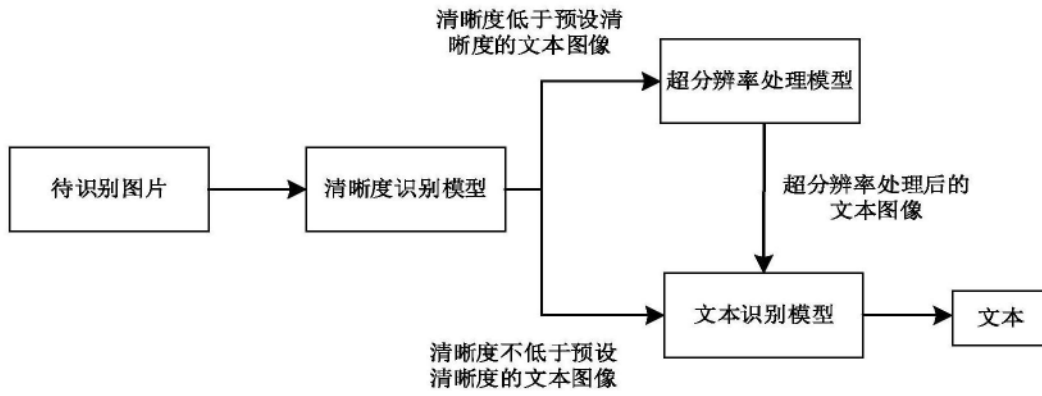 清晰度低于预设清
晰度的文本图像
超分辨率处理模型
待识别图片
清晰度识别模型
超分辨率处理后的
文本图像
文本识别模型
文本
清晰度不低于预设
清晰度的文本图像